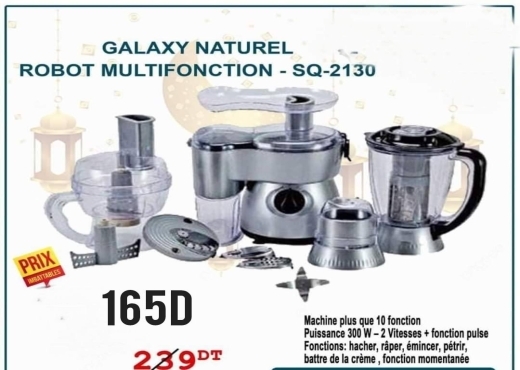 GALAXY NATUREL
ROBOT MULTIFONCTION - SQ-2130
PRIX
IMBATTABLES
165D
239DT
Machine plus que 10 fonction
Puissance 300 W – 2 Vitesses + fonction pulse
Fonctions: hacher, râper, émincer, pétrir,
battre de la crème , fonction momentanée